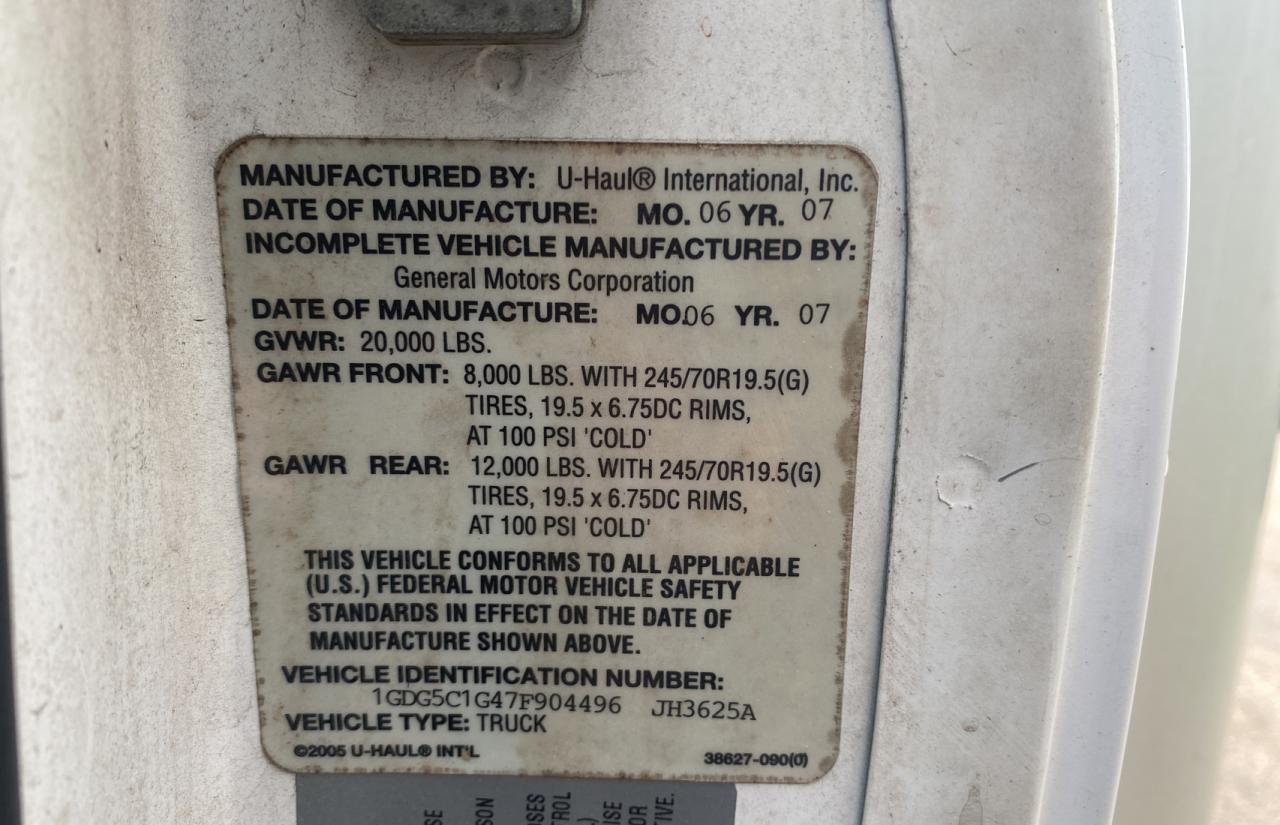 MANUFACTURED BY: U-Haul® International, Inc.
DATE OF MANUFACTURE: MO. 06 YR. 07
INCOMPLETE VEHICLE MANUFACTURED BY:
General Motors Corporation
DATE OF MANUFACTURE: MO.06 YR. 07
GVWR: 20,000 LBS.
GAWR FRONT: 8,000 LBS. WITH 245/70R19.5(G)
TIRES, 19.5 x 6.75DC RIMS,
AT 100 PSI 'COLD'
GAWR REAR: 12,000 LBS. WITH 245/70R19.5(G)
TIRES, 19.5 x 6.75DC RIMS,
AT 100 PSI 'COLD'
THIS VEHICLE CONFORMS TO ALL APPLICABLE
(U.S.) FEDERAL MOTOR VEHICLE SAFETY
STANDARDS IN EFFECT ON THE DATE OF
MANUFACTURE SHOWN ABOVE.
VEHICLE IDENTIFICATION NUMBER:
1GDG5C1G47F904496 JH3625A
VEHICLE TYPE: TRUCK
©2005 U-HAUL® INT'L 38627-090(0)